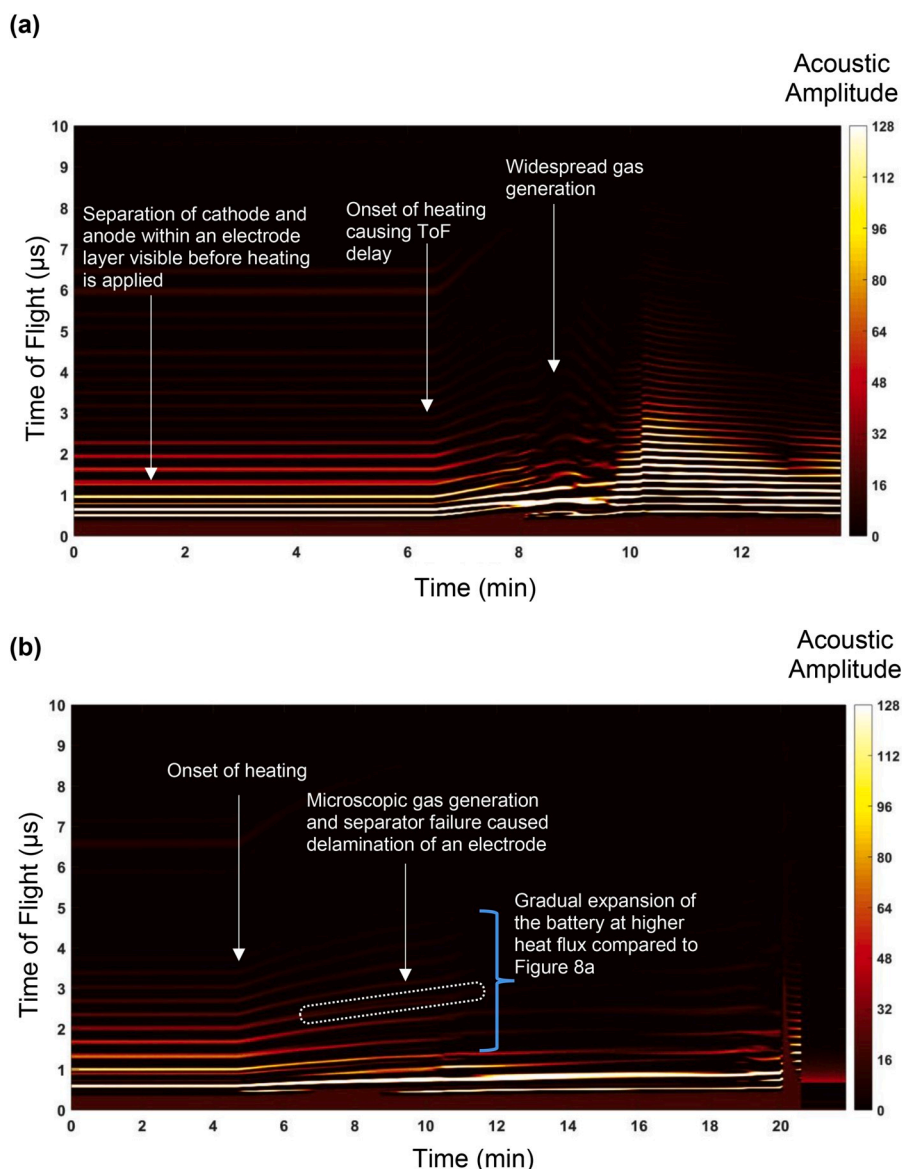 (a)
Acoustic
Amplitude
10
9
8
7
6
5
4
3
2
1
0
Time of Flight (µs)
Separation of cathode and
anode within an electrode
layer visible before heating
is applied
Onset of heating
causing ToF
delay
Widespread gas
generation
128
112
96
80
64
48
32
16
0
0 2 4 6 8 10 12
Time (min)
(b)
Acoustic
Amplitude
10
9
8
7
6
5
4
3
2
1
0
Time of Flight (µs)
Onset of heating
Microscopic gas generation
and separator failure caused
delamination of an electrode
Gradual expansion of
the battery at higher
heat flux compared to
Figure 8a
128
112
96
80
64
48
32
16
0
0 2 4 6 8 10 12 14 16 18 20
Time (min)